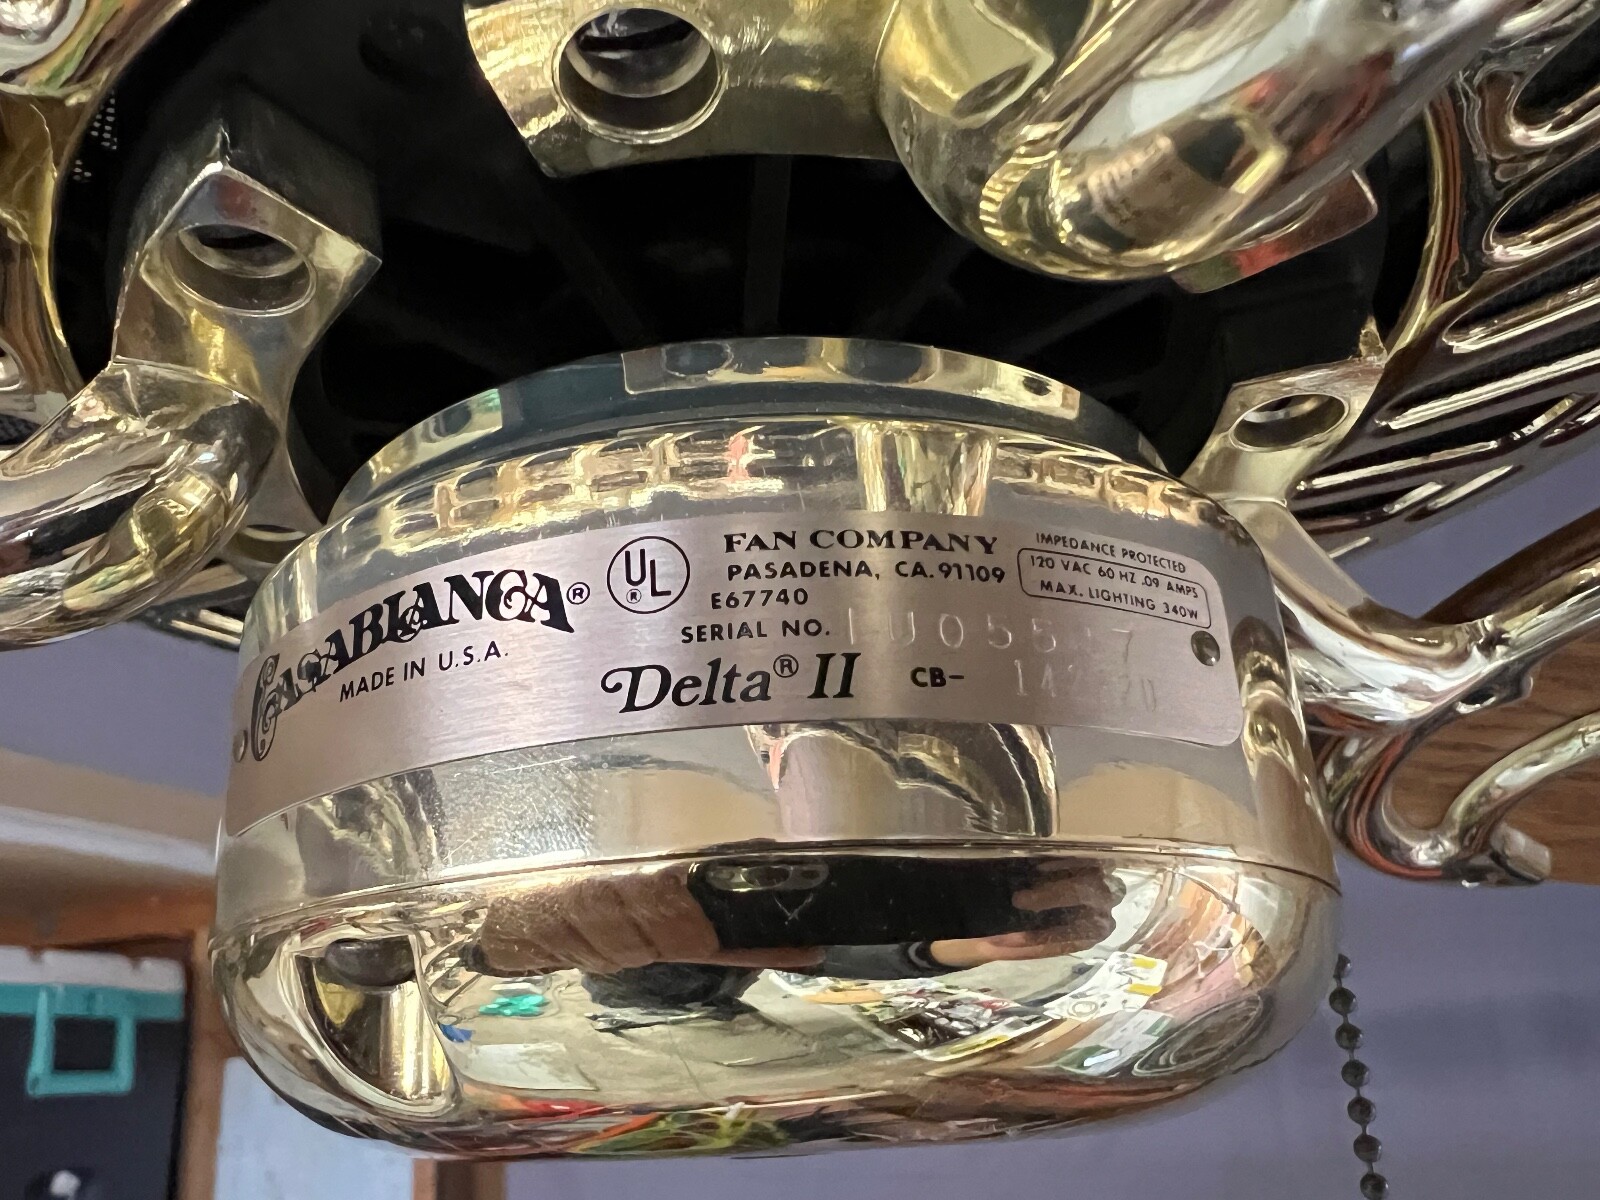 CASABLANCA®
MADE IN U.S.A.
UL®
FAN COMPANY
PASADENA, CA. 91109
E67740
SERIAL NO.
Delta® II CB-
IMPEDANCE PROTECTED
120 VAC 60 HZ .09 AMPS
MAX. LIGHTING 340W